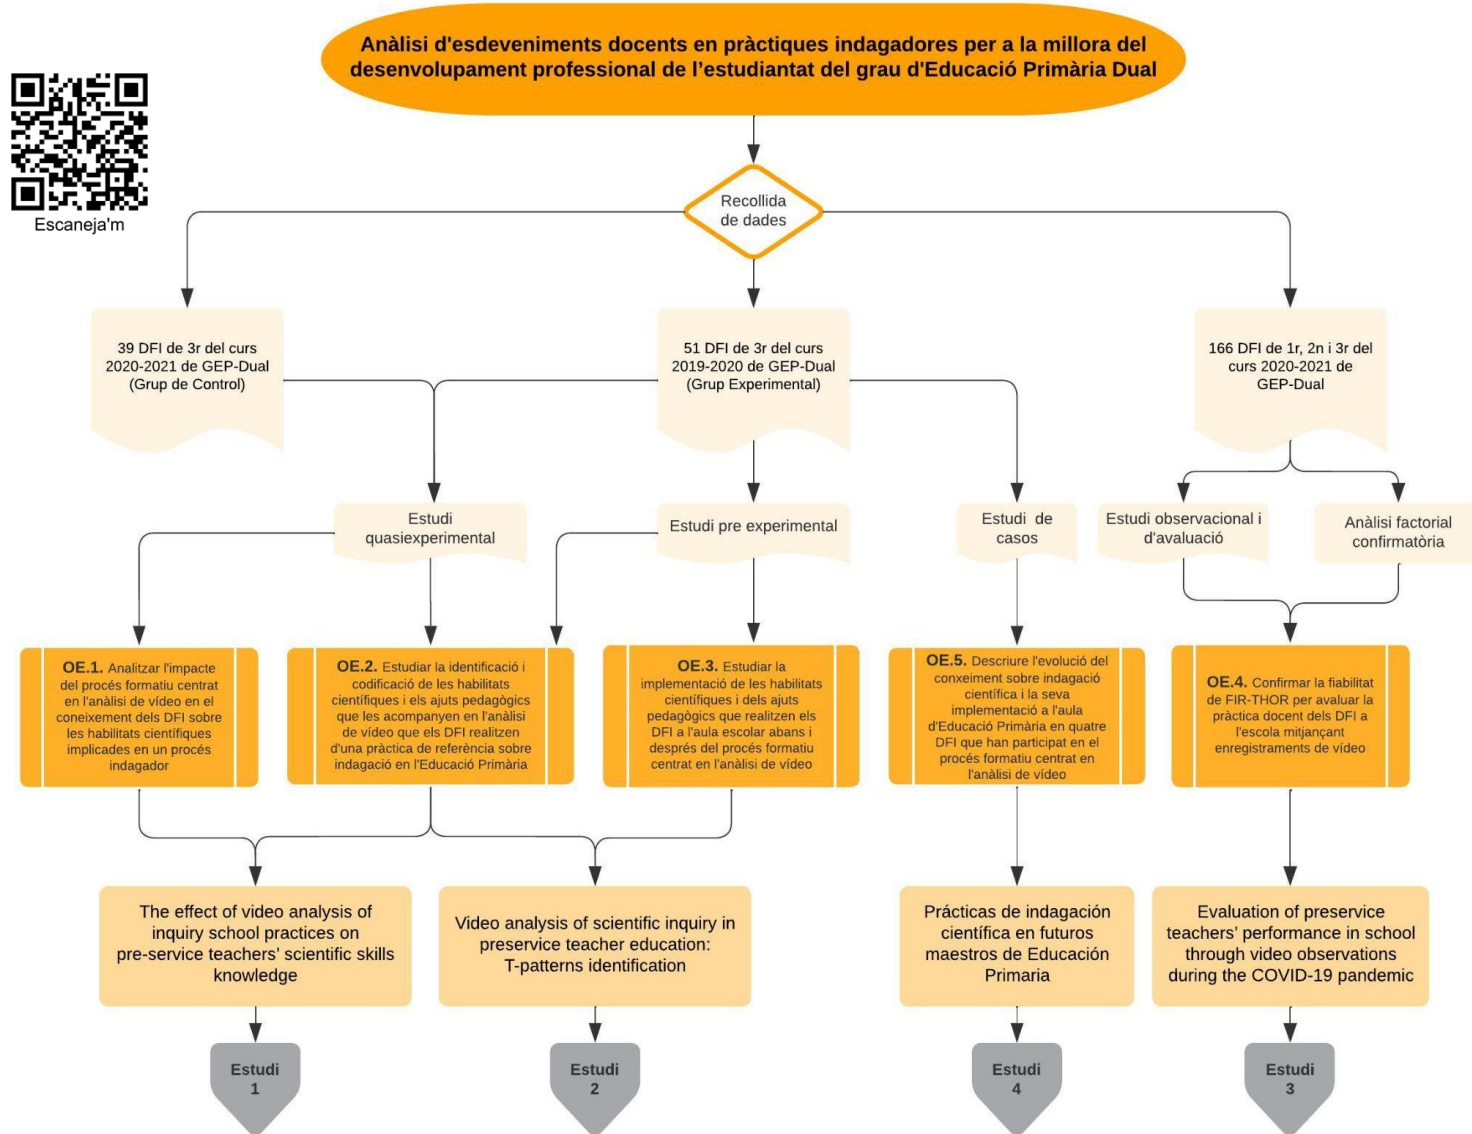 Anàlisi d'esdeveniments docents en pràctiques indagadores per a la millora del
desenvolupament professional de l'estudiantat del grau d'Educació Primària Dual
Escaneja'm
Recollida
de dades
39 DFI de 3r del curs
2020-2021 de GEP-Dual
(Grup de Control)
51 DFI de 3r del curs
2019-2020 de GEP-Dual
(Grup Experimental)
166 DFI de 1r, 2n i 3r del
curs 2020-2021 de
GEP-Dual
Estudi
quasiexperimental
Estudi pre experimental
Estudi de
casos
Estudi observacional i
d'avaluació
Anàlisi factorial
confirmatòria
OE.1. Analitzar l'impacte
del procés formatiu centrat
en l'anàlisi de vídeo en el
coneixement dels DFI sobre
les habilitats científiques
implicades en un procés
indagador
OE.2. Estudiar la identificació i
codificació de les habilitats
científiques i els ajuts pedagògics
que les acompanyen en l'anàlisi
de vídeo que els DFI realitzen
d'una pràctica de referència sobre
indagació en l'Educació Primària
OE.3. Estudiar la
implementació de les habilitats
científiques i dels ajuts
pedagògics que realitzen els
DFI a l'aula escolar abans i
després del procés formatiu
centrat en l'anàlisi de vídeo
OE.5. Descriure l'evolució del
conxeiment sobre indagació
científica i la seva
implementació a l'aula
d'Educació Primària en quatre
DFI que han participat en el
procés formatiu centrat en
l'anàlisi de vídeo
OE.4. Confirmar la fiabilitat
de FIR-THOR per avaluar la
pràctica docent dels DFI a
l'escola mitjançant
enregistraments de vídeo
The effect of video analysis of
inquiry school practices on
pre-service teachers' scientific skills
knowledge
Video analysis of scientific inquiry in
preservice teacher education:
T-patterns identification
Prácticas de indagación
científica en futuros
maestros de Educación
Primaria
Evaluation of preservice
teachers' performance in school
through video observations
during the COVID-19 pandemic
Estudi
1
Estudi
2
Estudi
4
Estudi
3